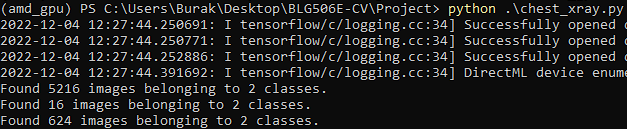 (amd_gpu) PS C:\Users\Burak\Desktop\BLG506E-CV\Project> python .\chest_xray.py
2022-12-04 12:27:44.250691: I tensorflow/c/logging.cc:34] Successfully opened
2022-12-04 12:27:44.250771: I tensorflow/c/logging.cc:34] Successfully opened
2022-12-04 12:27:44.252886: I tensorflow/c/logging.cc:34] Successfully opened
2022-12-04 12:27:44.391692: I tensorflow/c/logging.cc:34] DirectML device enume
Found 5216 images belonging to 2 classes.
Found 16 images belonging to 2 classes.
Found 624 images belonging to 2 classes.